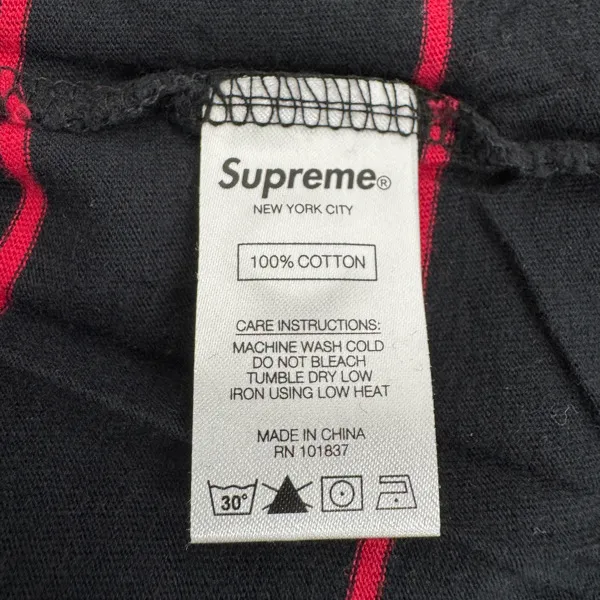 Supreme®
NEW YORK CITY
100% COTTON
CARE INSTRUCTIONS:
MACHINE WASH COLD
DO NOT BLEACH
TUMBLE DRY LOW
IRON USING LOW HEAT
MADE IN CHINA
RN 101837
30°